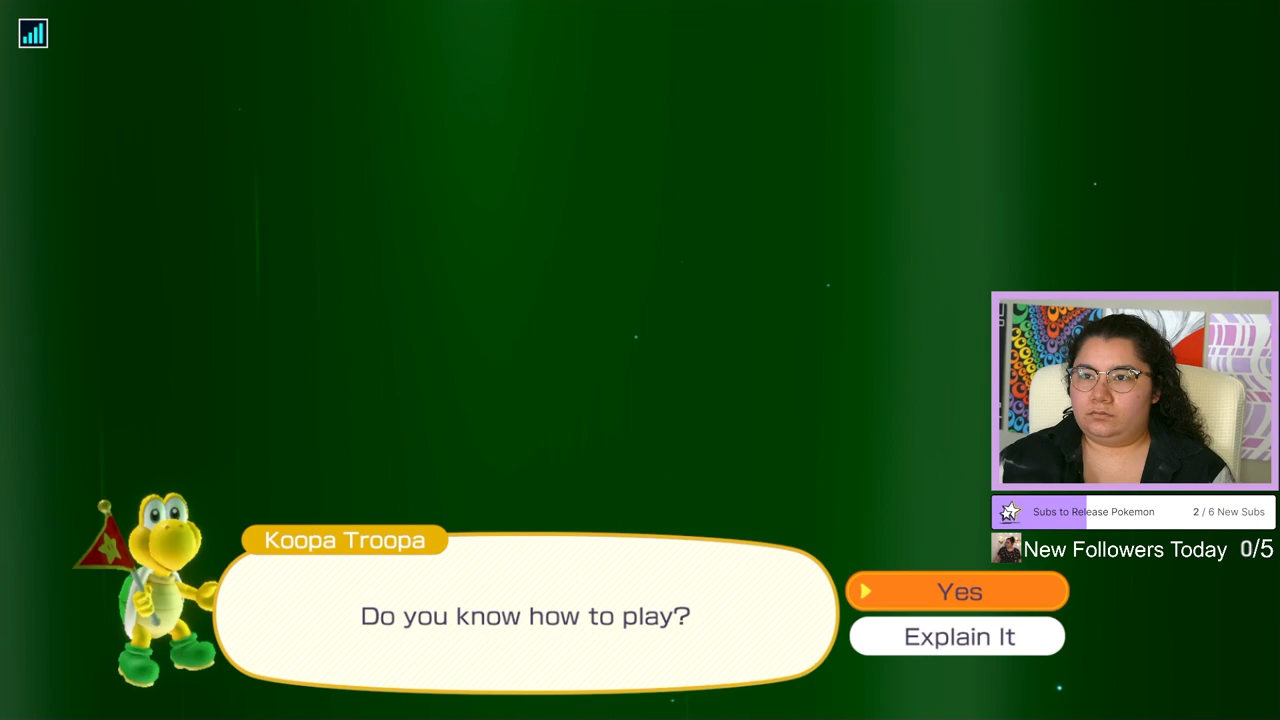 Koopa Troopa
Do you know how to play?
Yes
Explain It
Subs to Release Pokemon 2 / 6 New Subs
New Followers Today 0/5